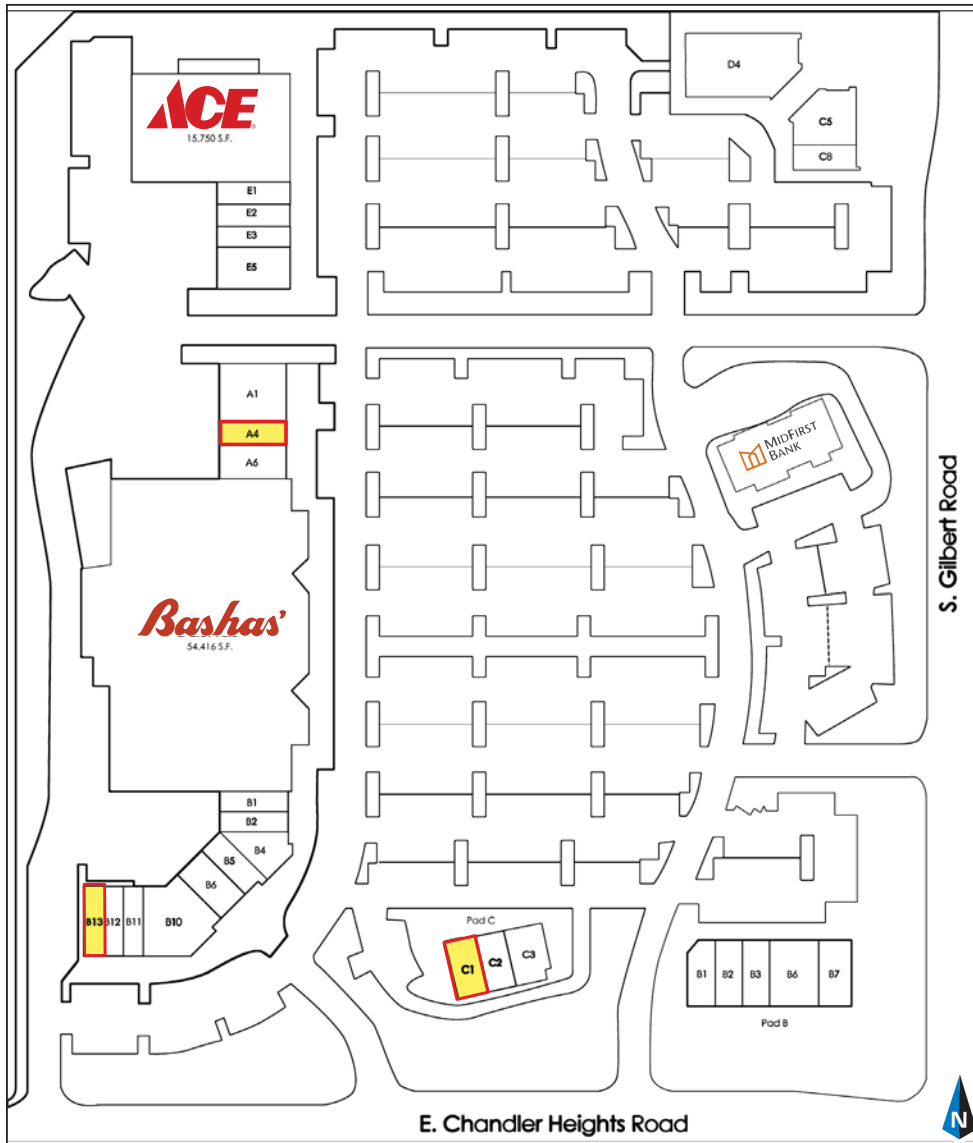 D4
ACE
15,750 S.F.
C5
C8
E1
E2
E3
E5
A1
A4
A6
MIDFIRST
BANK
S. Gilbert Road
Bashas'
54,416 S.F.
B1
B2
B4
B5
B6
B13
B12
B11
B10
Pad C
C1
C2
C3
B1
B2
B3
B6
B7
Pad B
E. Chandler Heights Road
N